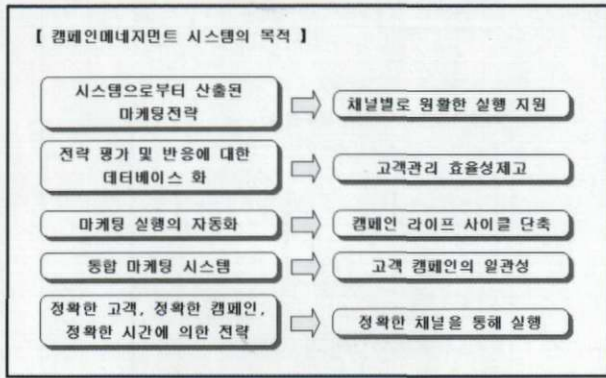 【 캠페인메네지먼트 시스템의 목적 】
시스템으로부터 산출된
마케팅전략
채널별로 원활한 실행 지원
전략 평가 및 반응에 대한
데터베이스 화
고객관리 효율성제고
마케팅 실행의 자동화
캠페인 라이프 사이클 단축
통합 마케팅 시스템
고객 캠페인의 일관성
정확한 고객, 정확한 캠페인,
정확한 시간에 의한 전략
정확한 채널을 통해 실행